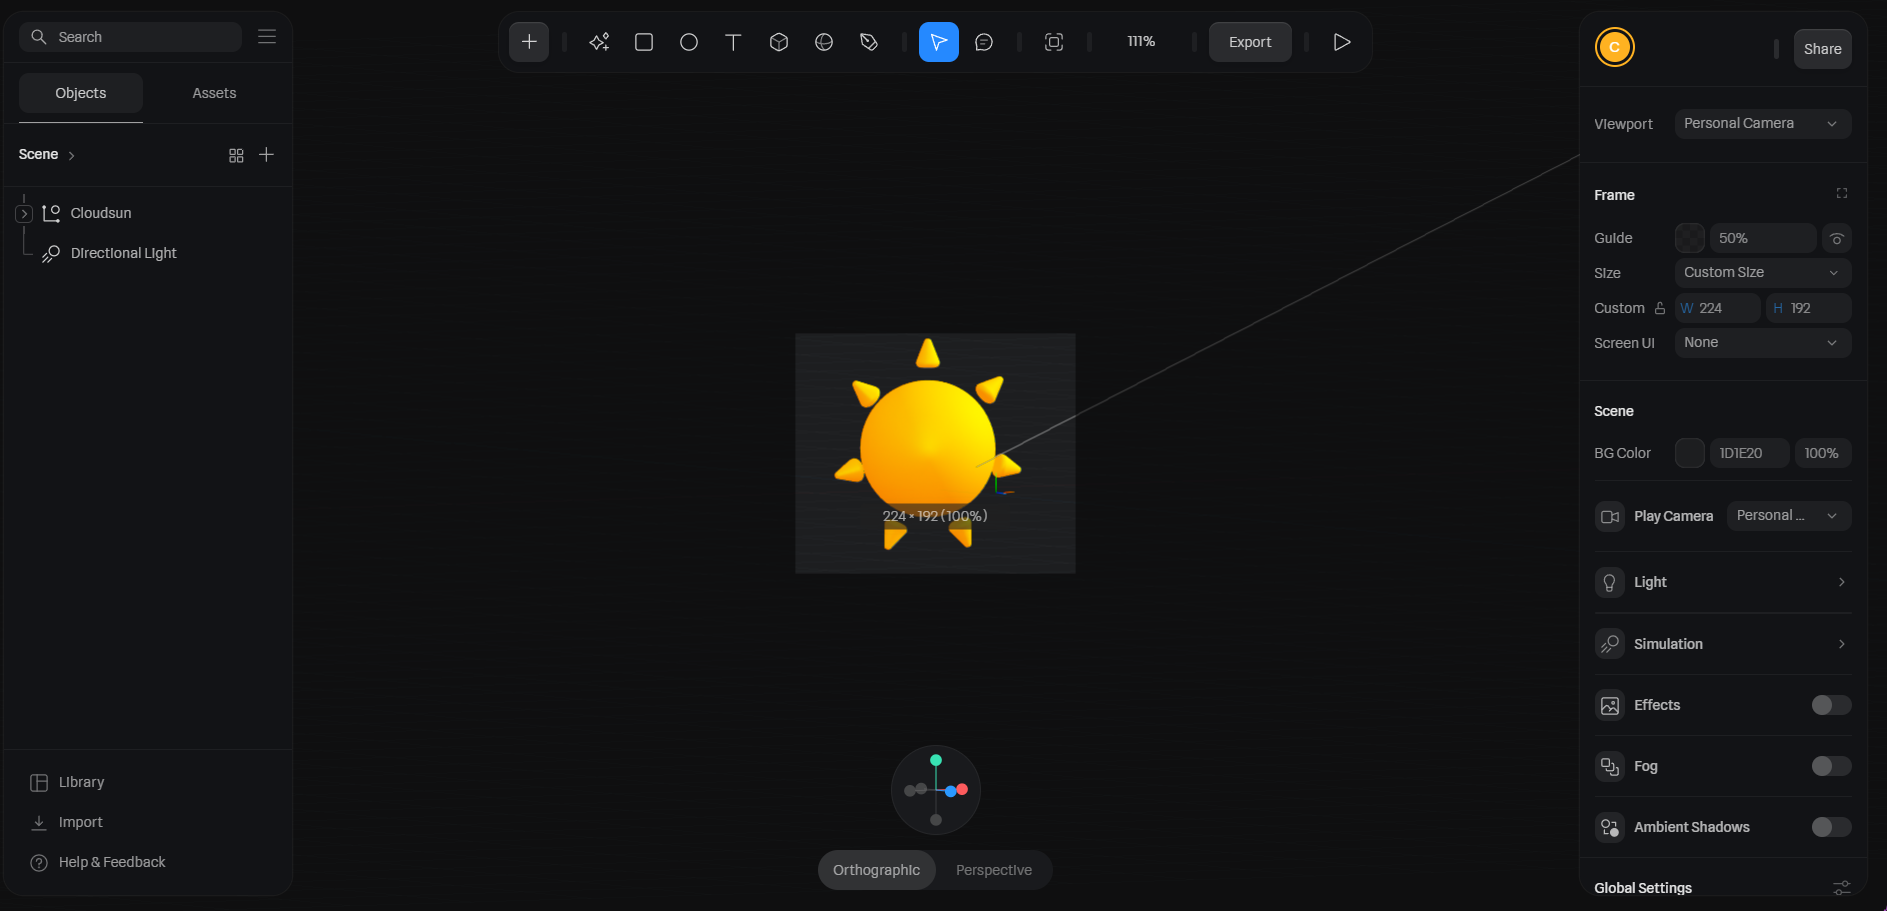 Search
Objects
Assets
Scene
Cloudsun
Directional Light
Library
Import
Help & Feedback
111%
Export
224 × 192 (100%)
Orthographic
Perspective
C
Share
Viewport
Personal Camera
Frame
Guide
50%
Size
Custom Size
Custom
W 224
H 192
Screen UI
None
Scene
BG Color
1D1E20
100%
Play Camera
Personal ...
Light
Simulation
Effects
Fog
Ambient Shadows
Global Settings